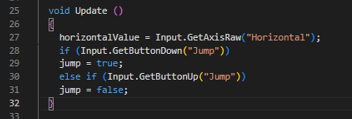 25 void Update ()
26 {
27 horizontalValue = Input.GetAxisRaw("Horizontal");
28 if (Input.GetButtonDown("Jump"))
29 jump = true;
30 else if (Input.GetButtonUp("Jump"))
31 jump = false;
32 }